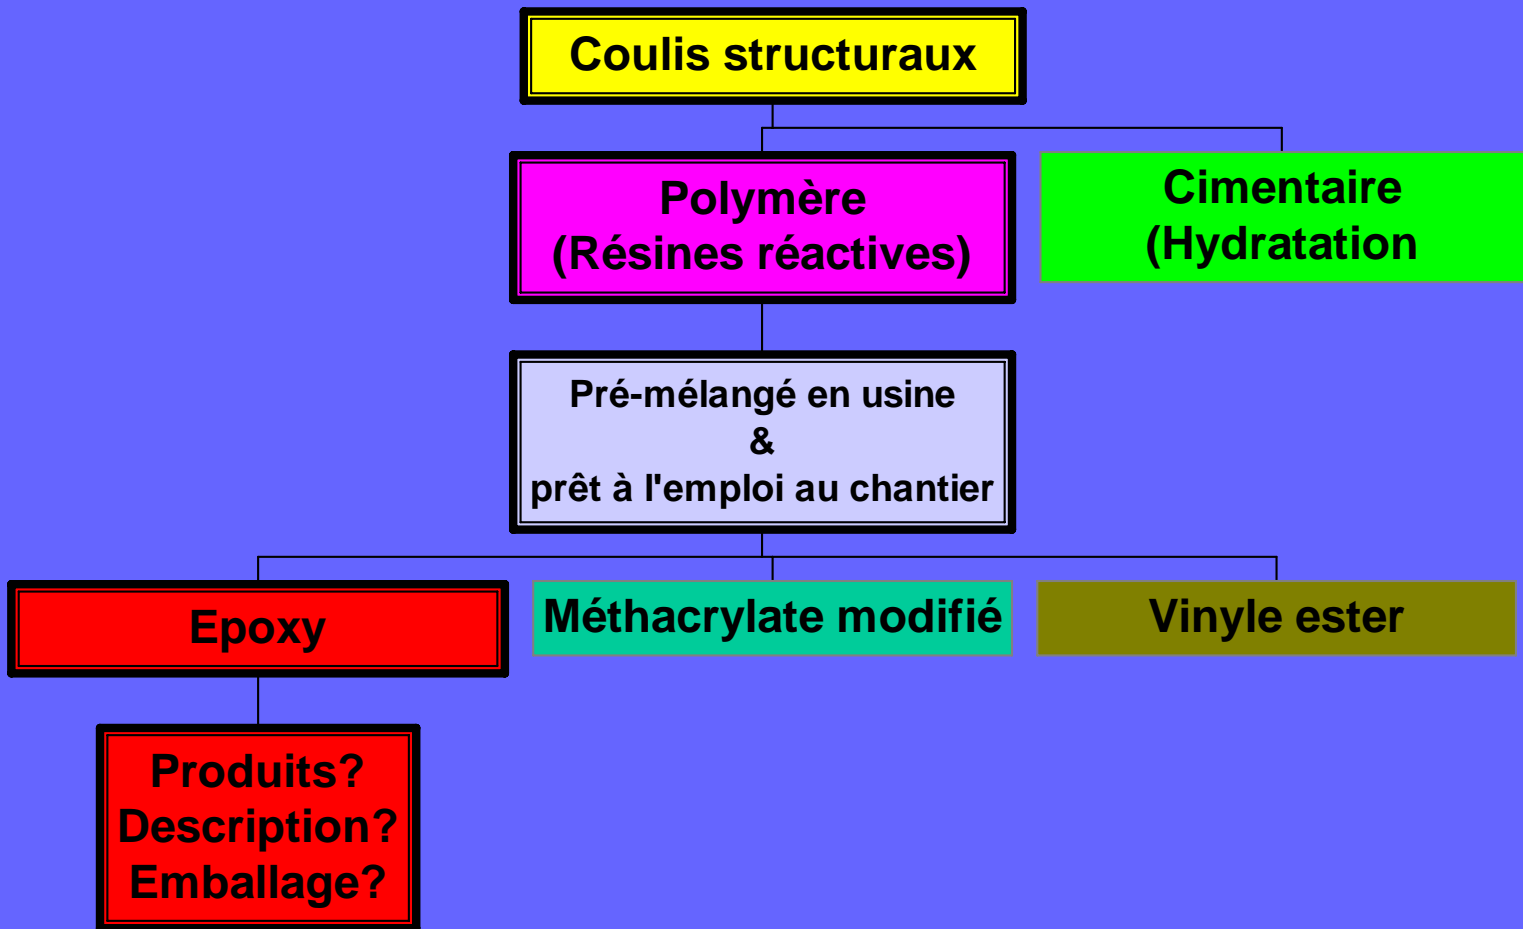 Coulis structuraux
Polymère
(Résines réactives)
Cimentaire
(Hydratation
Pré-mélangé en usine
&
prêt à l'emploi au chantier
Epoxy
Méthacrylate modifié
Vinyle ester
Produits?
Description?
Emballage?